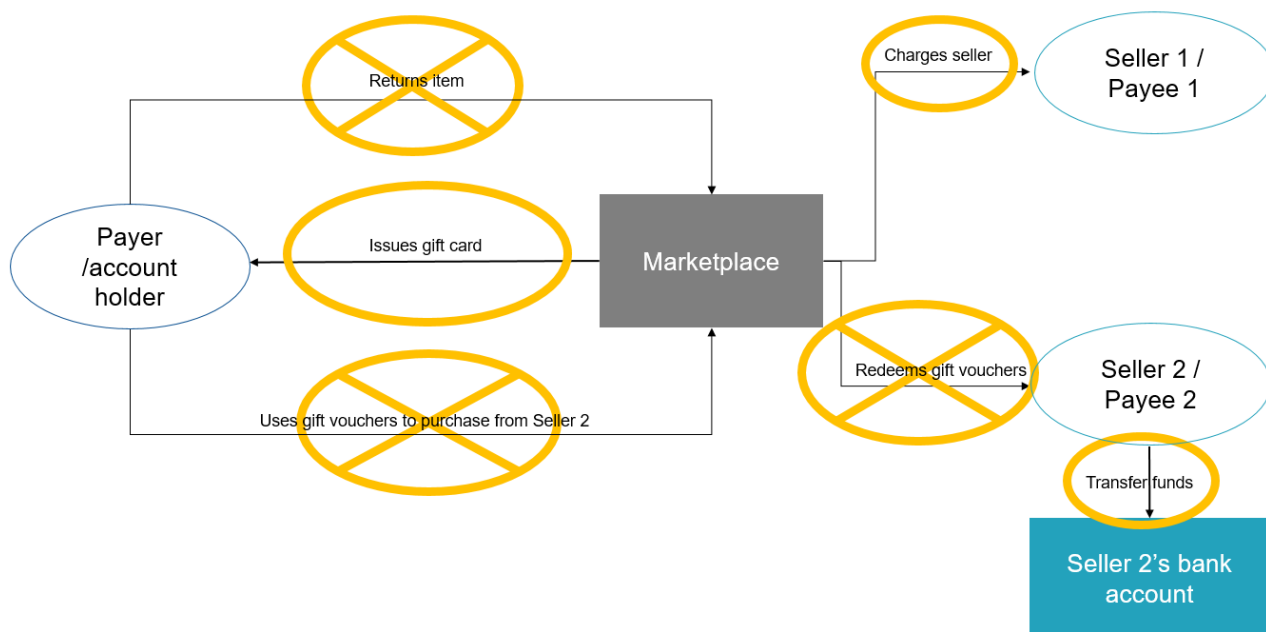 Returns item
Charges seller
Seller 1 /
Payee 1
Payer
/account
holder
Issues gift card
Marketplace
Redeems gift vouchers
Seller 2 /
Payee 2
Uses gift vouchers to purchase from Seller 2
Transfer funds
Seller 2’s bank
account